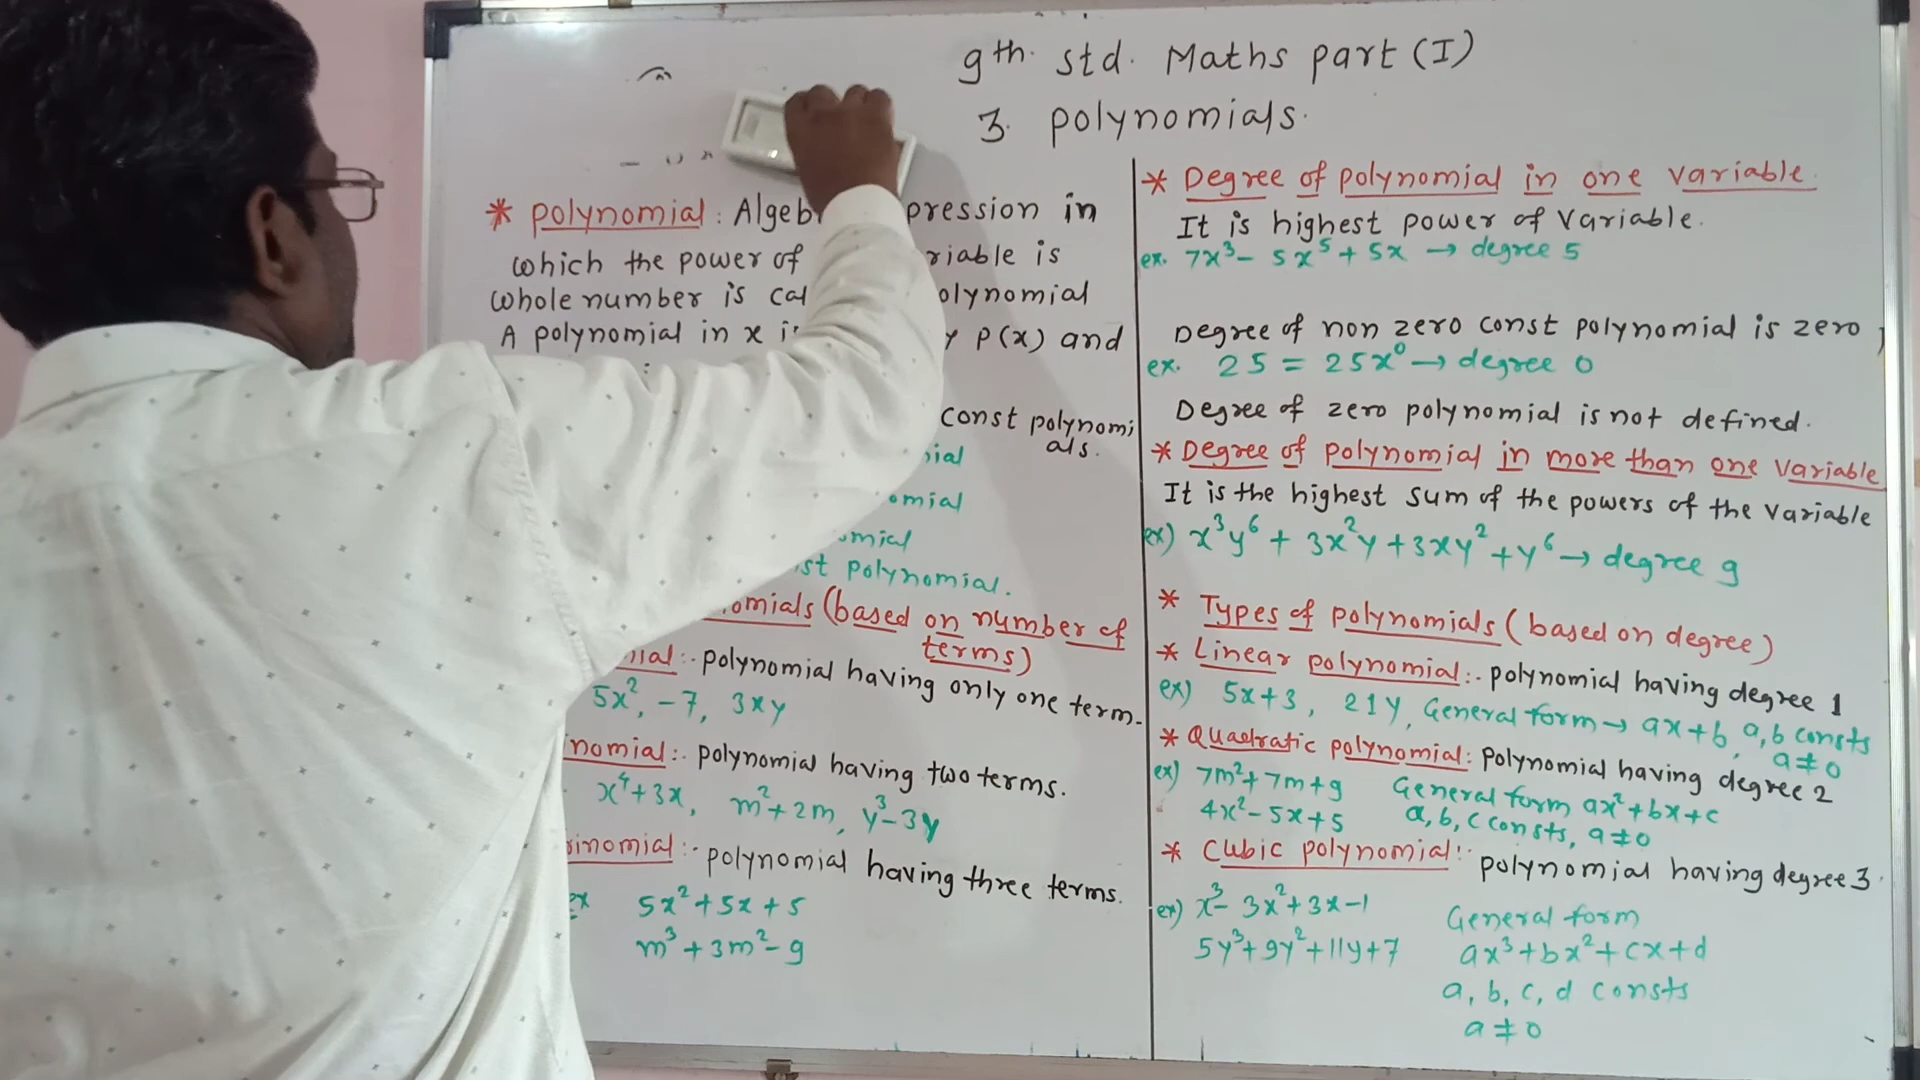 9th. std. Maths part (I)
3. polynomials.
* polynomial: Algeb pression in
which the power of riable is
whole number is cal olynomial
A polynomial in x i y P(x) and
const polynomi
als.
nial
omial
omial
st polynomial.
omials (based on number of
terms)
nial:- polynomial having only one term.
5x², -7, 3xy
nomial:- polynomial having two terms.
x⁴+3x, m²+2m, y³-3y
rinomial:- polynomial having three terms.
ex 5x²+5x+5
m³+3m²-9
* Degree of polynomial in one variable.
It is highest power of variable.
ex. 7x³- 5x⁵+5x → degree 5
Degree of non zero const polynomial is zero
ex. 25 = 25x⁰ → degree 0
Degree of zero polynomial is not defined.
* Degree of polynomial in more than one variable
It is the highest sum of the powers of the variable
ex) x³y⁶ + 3x²y+3xy²+y⁶ → degree 9
* Types of polynomials (based on degree)
* Linear polynomial:- polynomial having degree 1
ex) 5x+3, 21y, General form → ax+b, a,b consts
a≠0
* Quadratic polynomial: polynomial having degree 2
ex) 7m²+7m+9 General form ax²+bx+c
4x²-5x+5 a,b,c consts, a≠0
* Cubic polynomial:- polynomial having degree 3.
ex) x³-3x²+3x-1 General form
5y³+9y²+11y+7 ax³+bx²+cx+d
a, b, c, d consts
a≠0